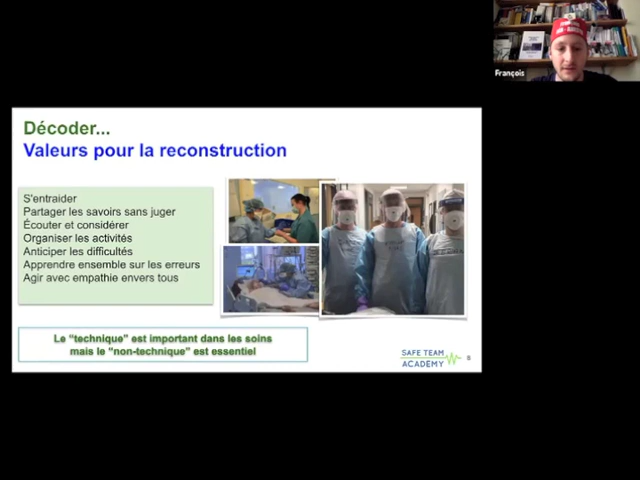 François
Décoder...
Valeurs pour la reconstruction
S'entraider
Partager les savoirs sans juger
Écouter et considérer
Organiser les activités
Anticiper les difficultés
Apprendre ensemble sur les erreurs
Agir avec empathie envers tous
Le "technique" est important dans les soins
mais le "non-technique" est essentiel
SAFE TEAM
ACADEMY
8